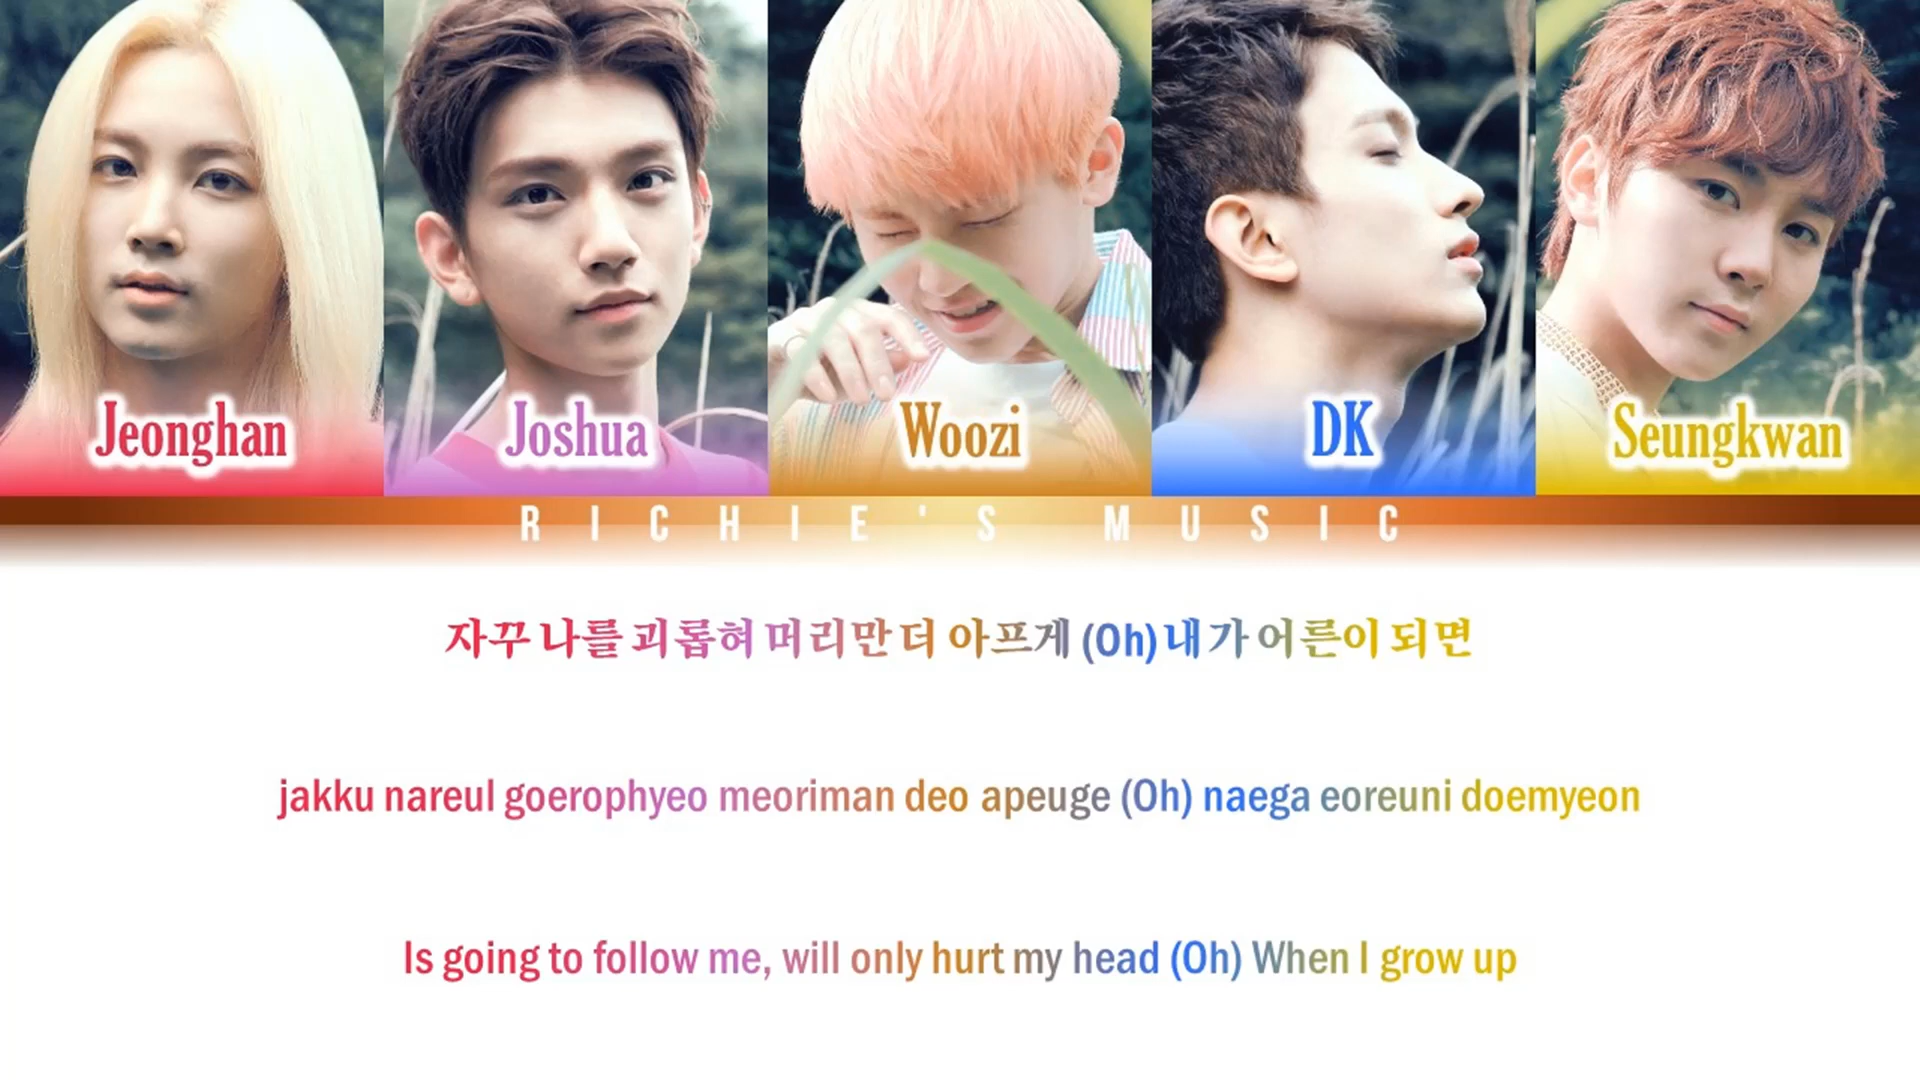 Jeonghan Joshua Woozi DK Seungkwan
RICHIE'S MUSIC
자꾸 나를 괴롭혀 머리만 더 아프게 (Oh) 내가 어른이 되면
jakku nareul goerophyeo meoriman deo apeuge (Oh) naega eoreuni doemyeon
Is going to follow me, will only hurt my head (Oh) When I grow up